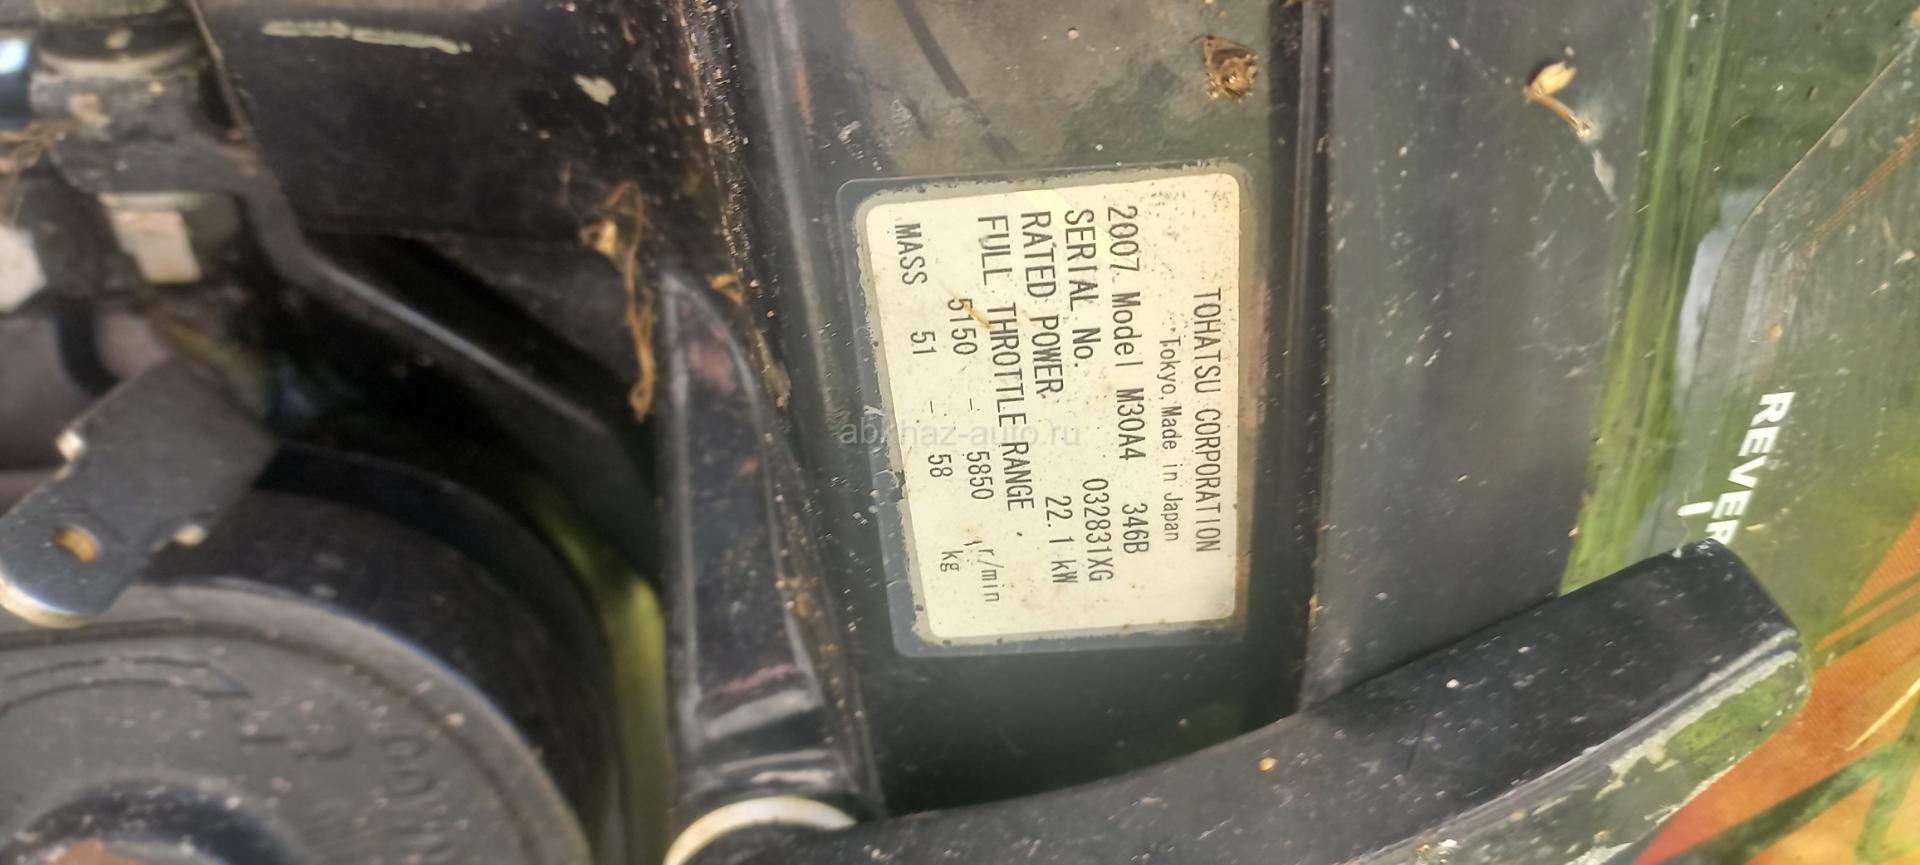 TOHATSU CORPORATION
Tokyo, Made in Japan
2007 Model M30A4 346B
SERIAL No. 032831XG
RATED POWER 22.1 kW
FULL THROTTLE RANGE
5150 - 5850 r/min
MASS 51 - 58 kg
REVER
abkhaz-auto.ru